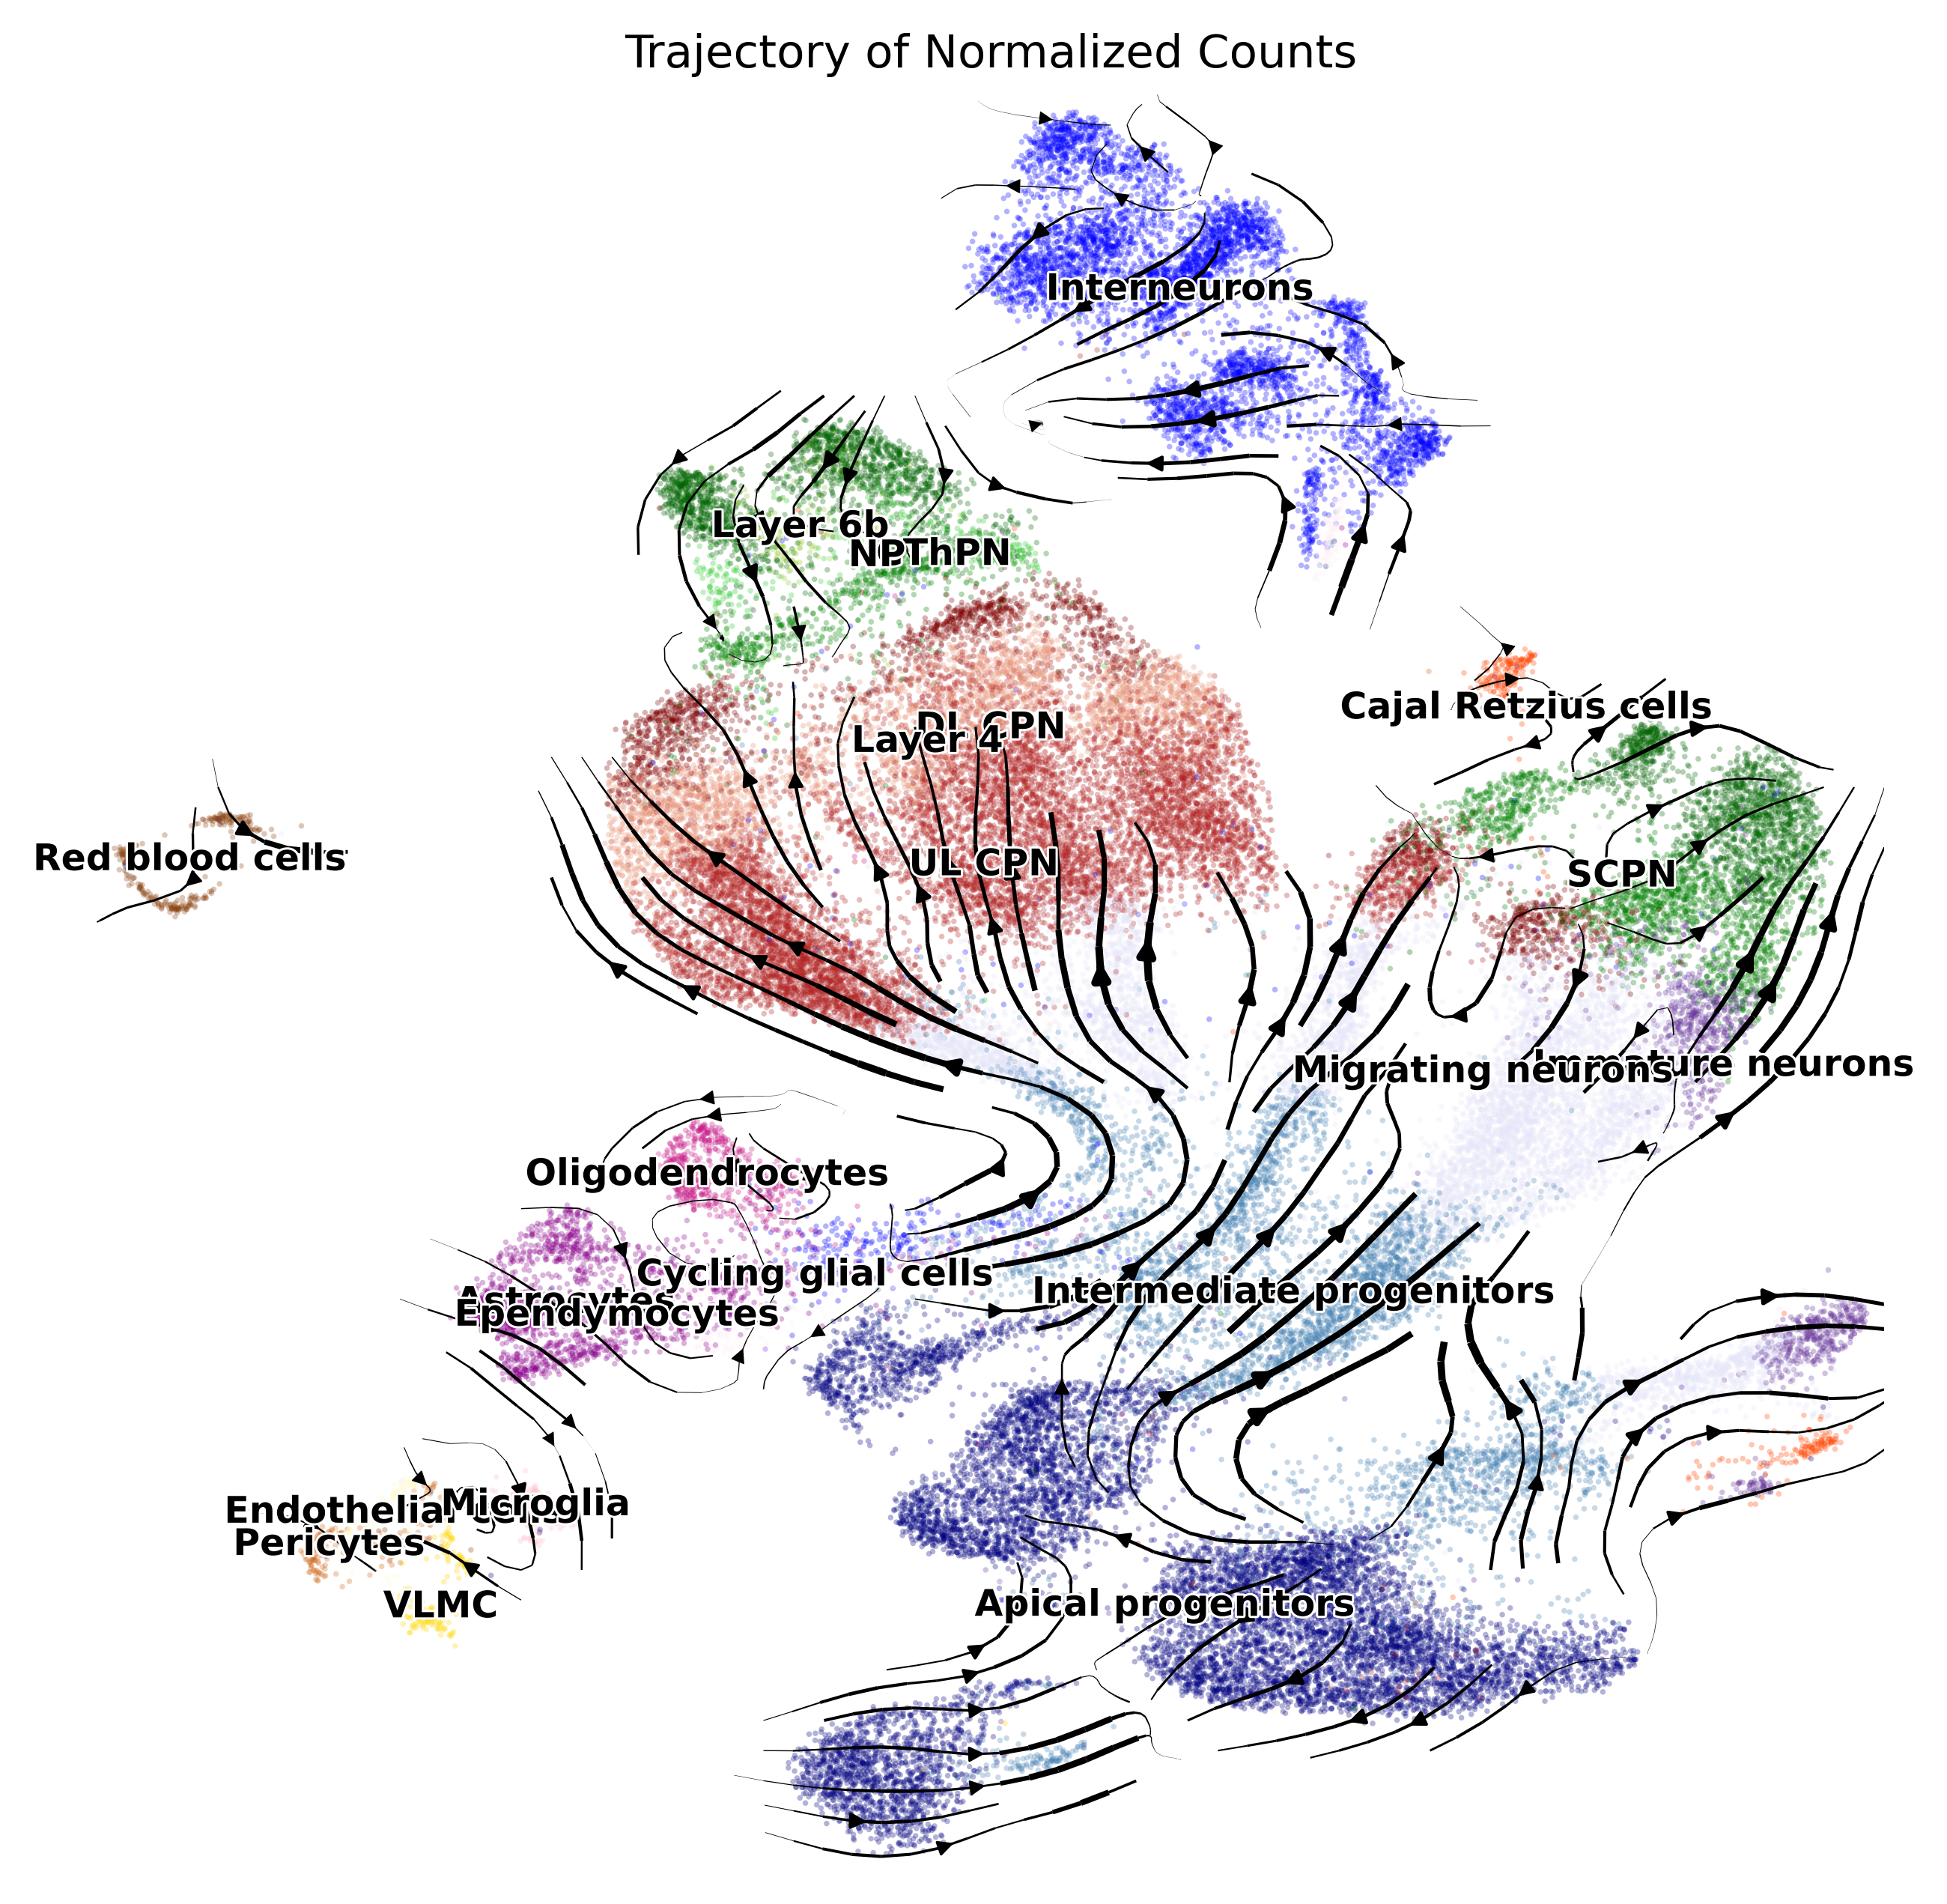 Trajectory of Normalized Counts
Interneurons
Layer 6b
NP
CThPN
Cajal Retzius cells
DL CPN
Layer 4
Red blood cells
UL CPN
SCPN
Migrating neurons
Immature neurons
Oligodendrocytes
Cycling glial cells
Astrocytes
Ependymocytes
Intermediate progenitors
Endothelial cells
Microglia
Pericytes
VLMC
Apical progenitors